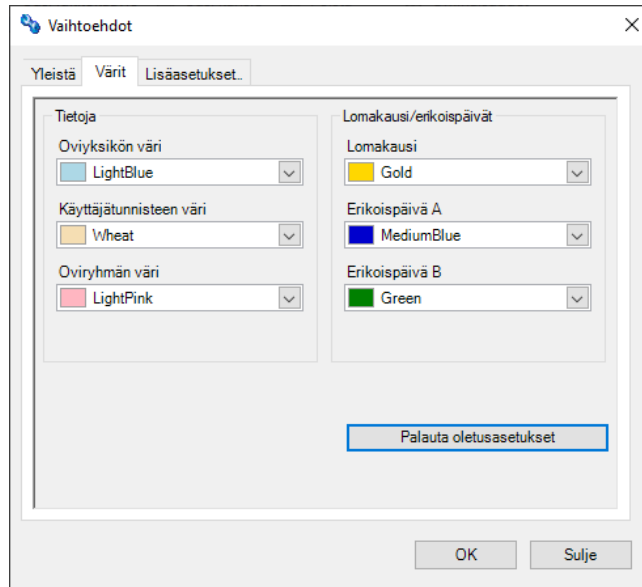 Vaihtoehdot
Yleistä Värit Lisäasetukset..
Tietoja
Oviyksikön väri
LightBlue
Käyttäjätunnisteen väri
Wheat
Oviryhmän väri
LightPink
Lomakausi/erikoispäivät
Lomakausi
Gold
Erikoispäivä A
MediumBlue
Erikoispäivä B
Green
Palauta oletusasetukset
OK Sulje